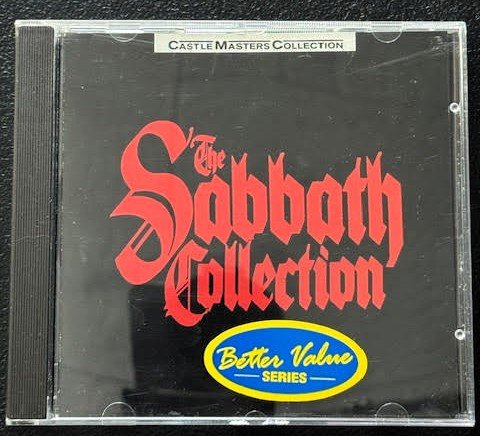 CASTLE MASTERS COLLECTION
The
Sabbath
Collection
Better Value
SERIES